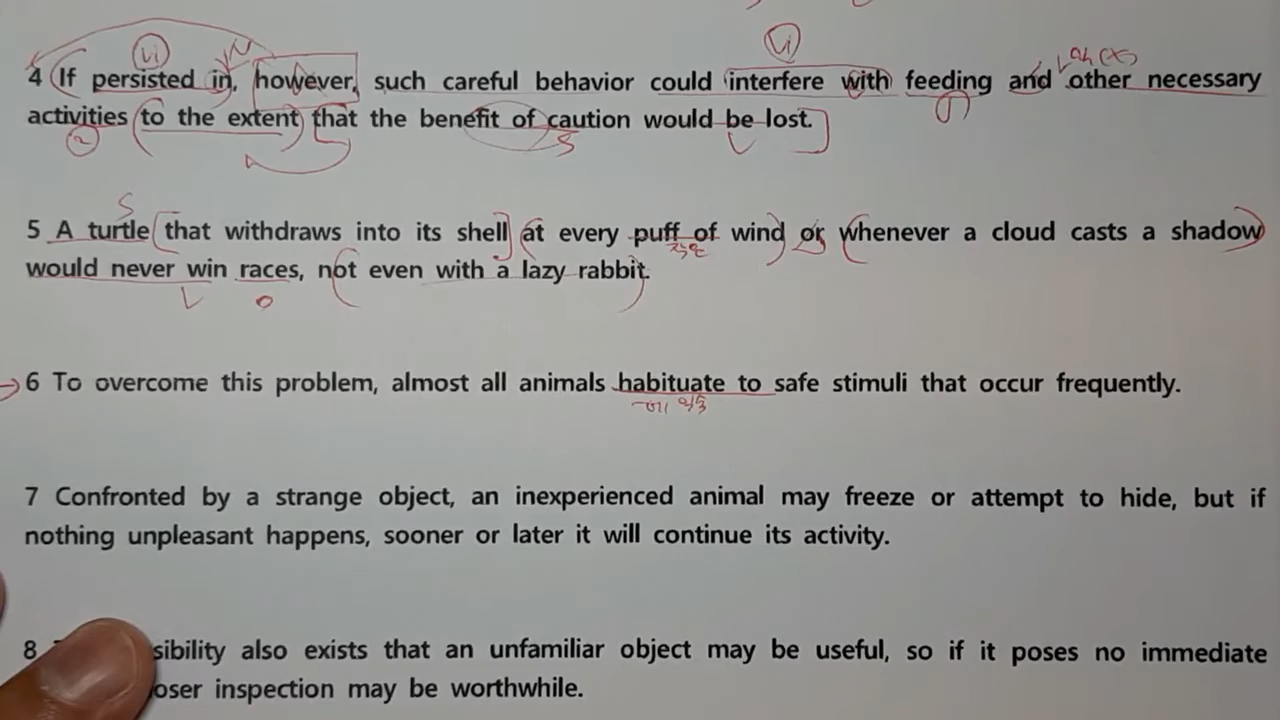 4 If persisted in, however, such careful behavior could interfere with feeding and other necessary
activities to the extent that the benefit of caution would be lost.
5 A turtle that withdraws into its shell at every puff of wind or whenever a cloud casts a shadow
would never win races, not even with a lazy rabbit.
6 To overcome this problem, almost all animals habituate to safe stimuli that occur frequently.
7 Confronted by a strange object, an inexperienced animal may freeze or attempt to hide, but if
nothing unpleasant happens, sooner or later it will continue its activity.
8 sibility also exists that an unfamiliar object may be useful, so if it poses no immediate
oser inspection may be worthwhile.